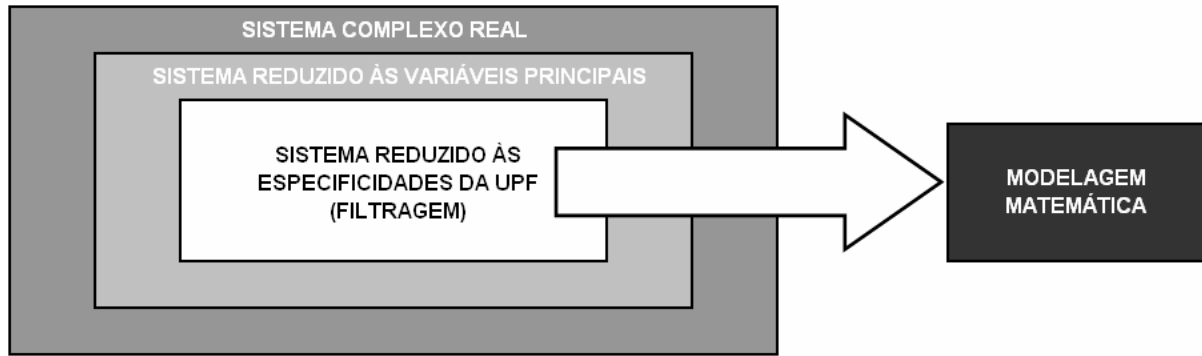 SISTEMA COMPLEXO REAL
SISTEMA REDUZIDO ÀS VARIÁVEIS PRINCIPAIS
SISTEMA REDUZIDO ÀS
ESPECIFICIDADES DA UPF
(FILTRAGEM)
MODELAGEM
MATEMÁTICA